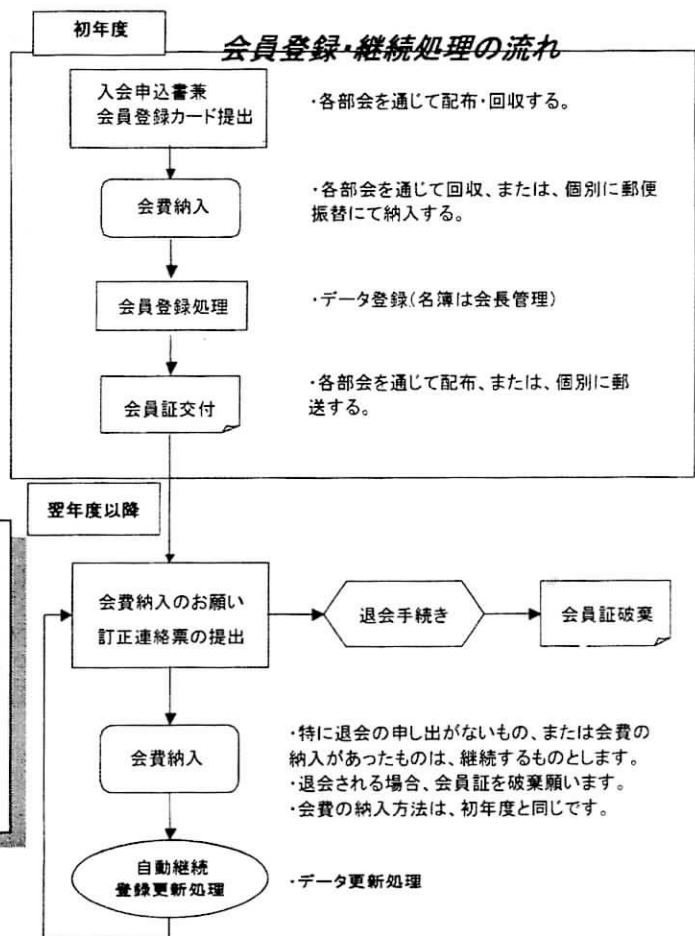 初年度
会員登録・継続処理の流れ
入会申込書兼
会員登録カード提出
・各部会を通じて配布・回収する。
会費納入
・各部会を通じて回収、または、個別に郵便
振替にて納入する。
会員登録処理
・データ登録(名簿は会長管理)
会員証交付
・各部会を通じて配布、または、個別に郵
送する。
翌年度以降
会費納入のお願い
訂正連絡票の提出
退会手続き
会員証破棄
会費納入
・特に退会の申し出がないもの、または会費の
納入があったものは、継続するものとします。
・退会される場合、会員証を破棄願います。
・会費の納入方法は、初年度と同じです。
自動継続
登録更新処理
・データ更新処理